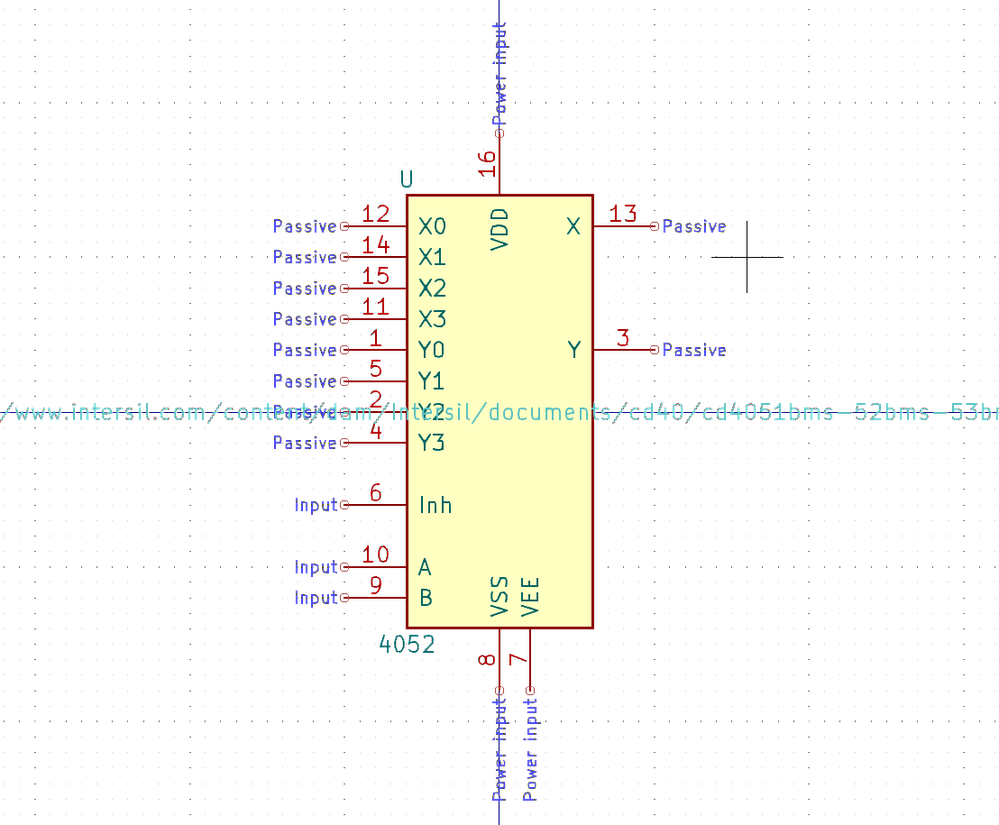 Power input
16
U
VDD
Passive 12 X0
X 13 Passive
Passive 14 X1
Passive 15 X2
Passive 11 X3
Passive 1 Y0
Y 3 Passive
Passive 5 Y1
Passive 2 Y2
/www.intersil.com/content/dam/Intersil/documents/cd40/cd4051bms-52bms-53br
Passive 4 Y3
Input 6 Inh
Input 10 A
Input 9 B
VSS VEE
4052
8 7
Power input Power input